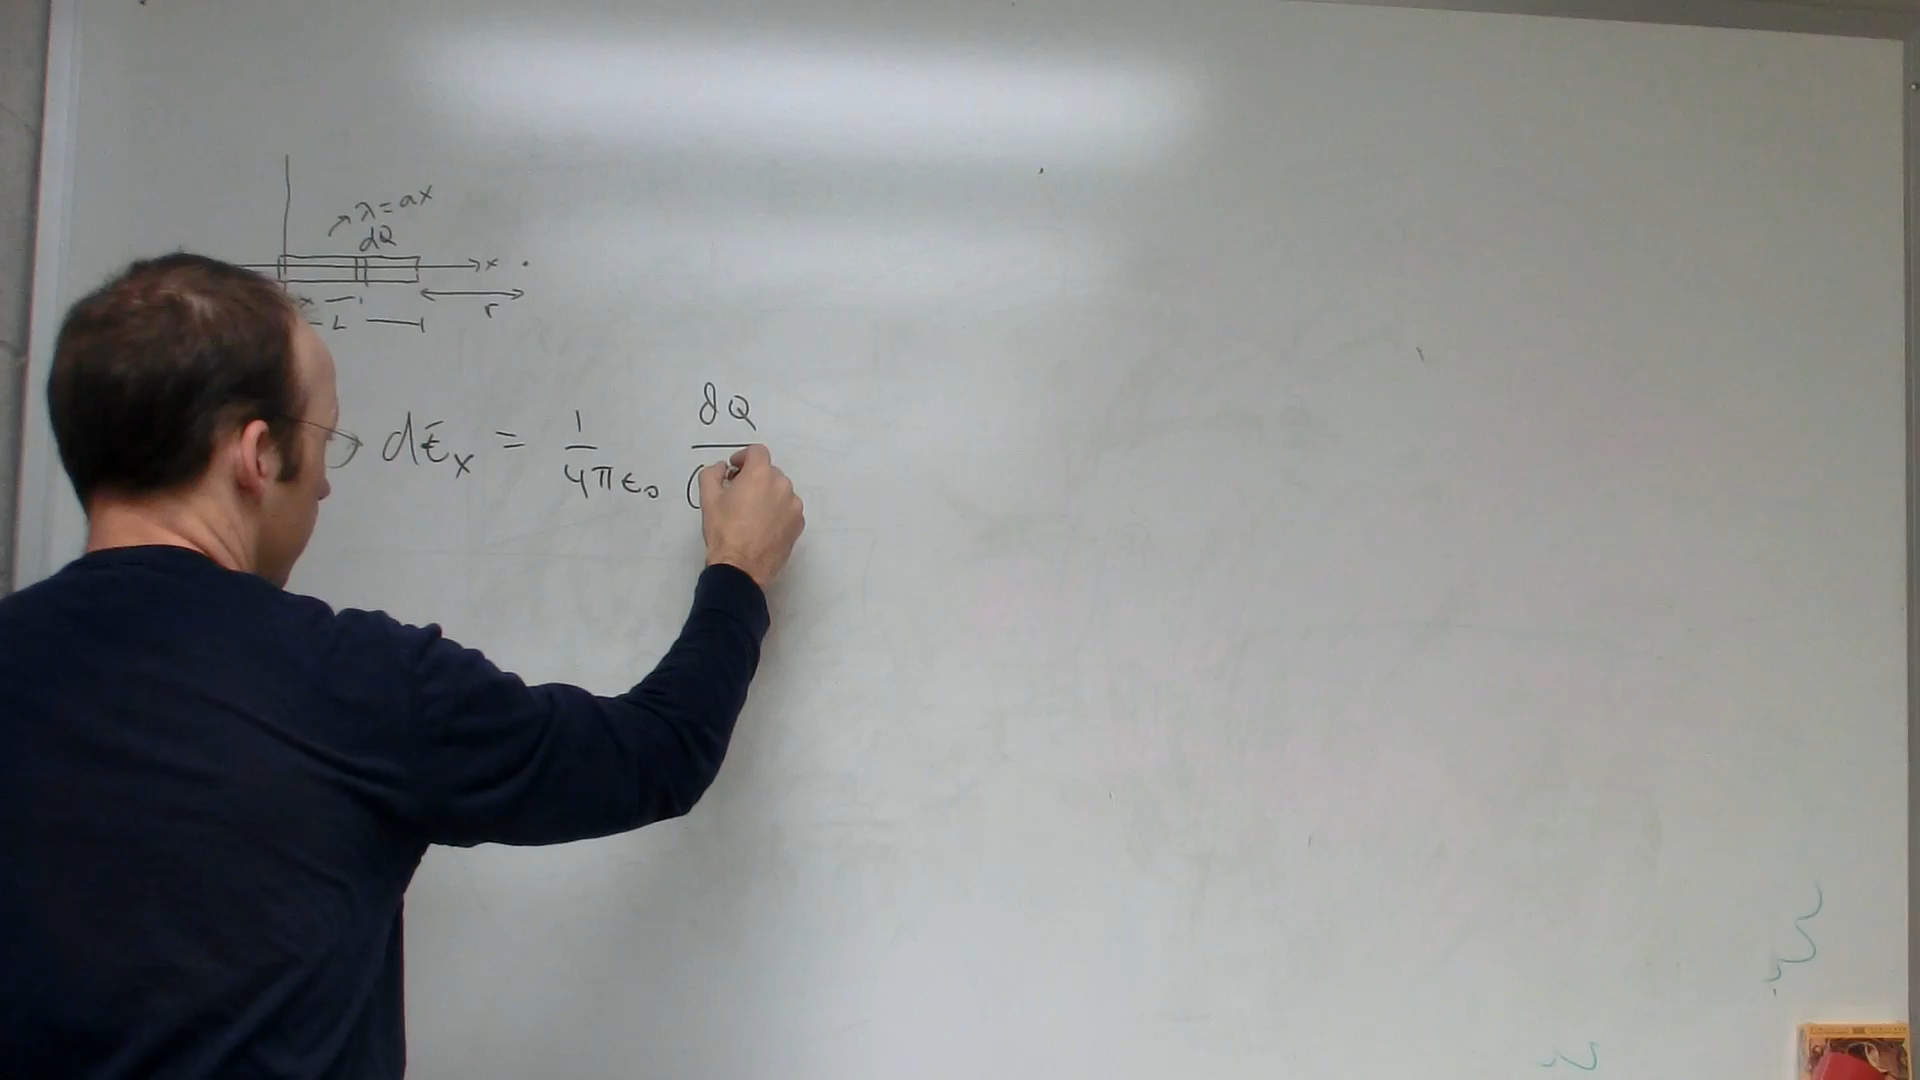 λ = ax
dQ
x
x
r
L
dEₓ = 1/4πϵ₀ dQ/(